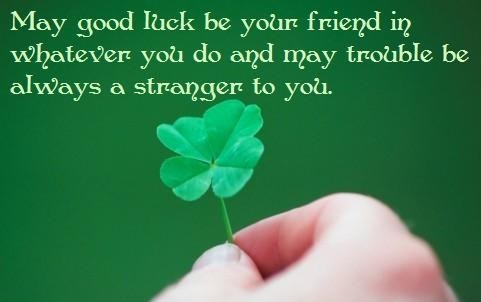 May good luck be your friend in
whatever you do and may trouble be
always a stranger to you.